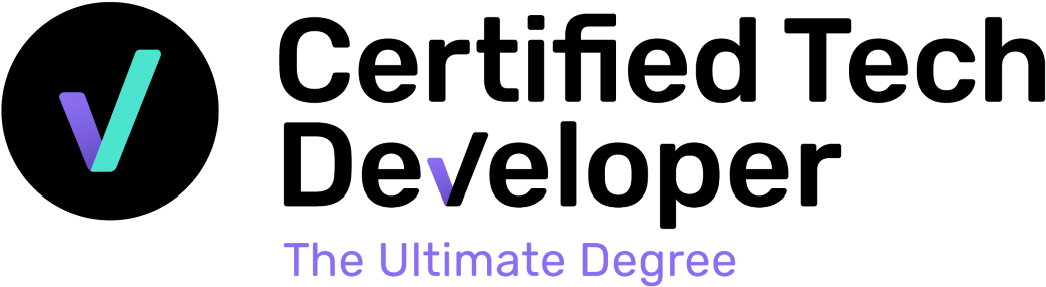 Certified Tech
Developer
The Ultimate Degree